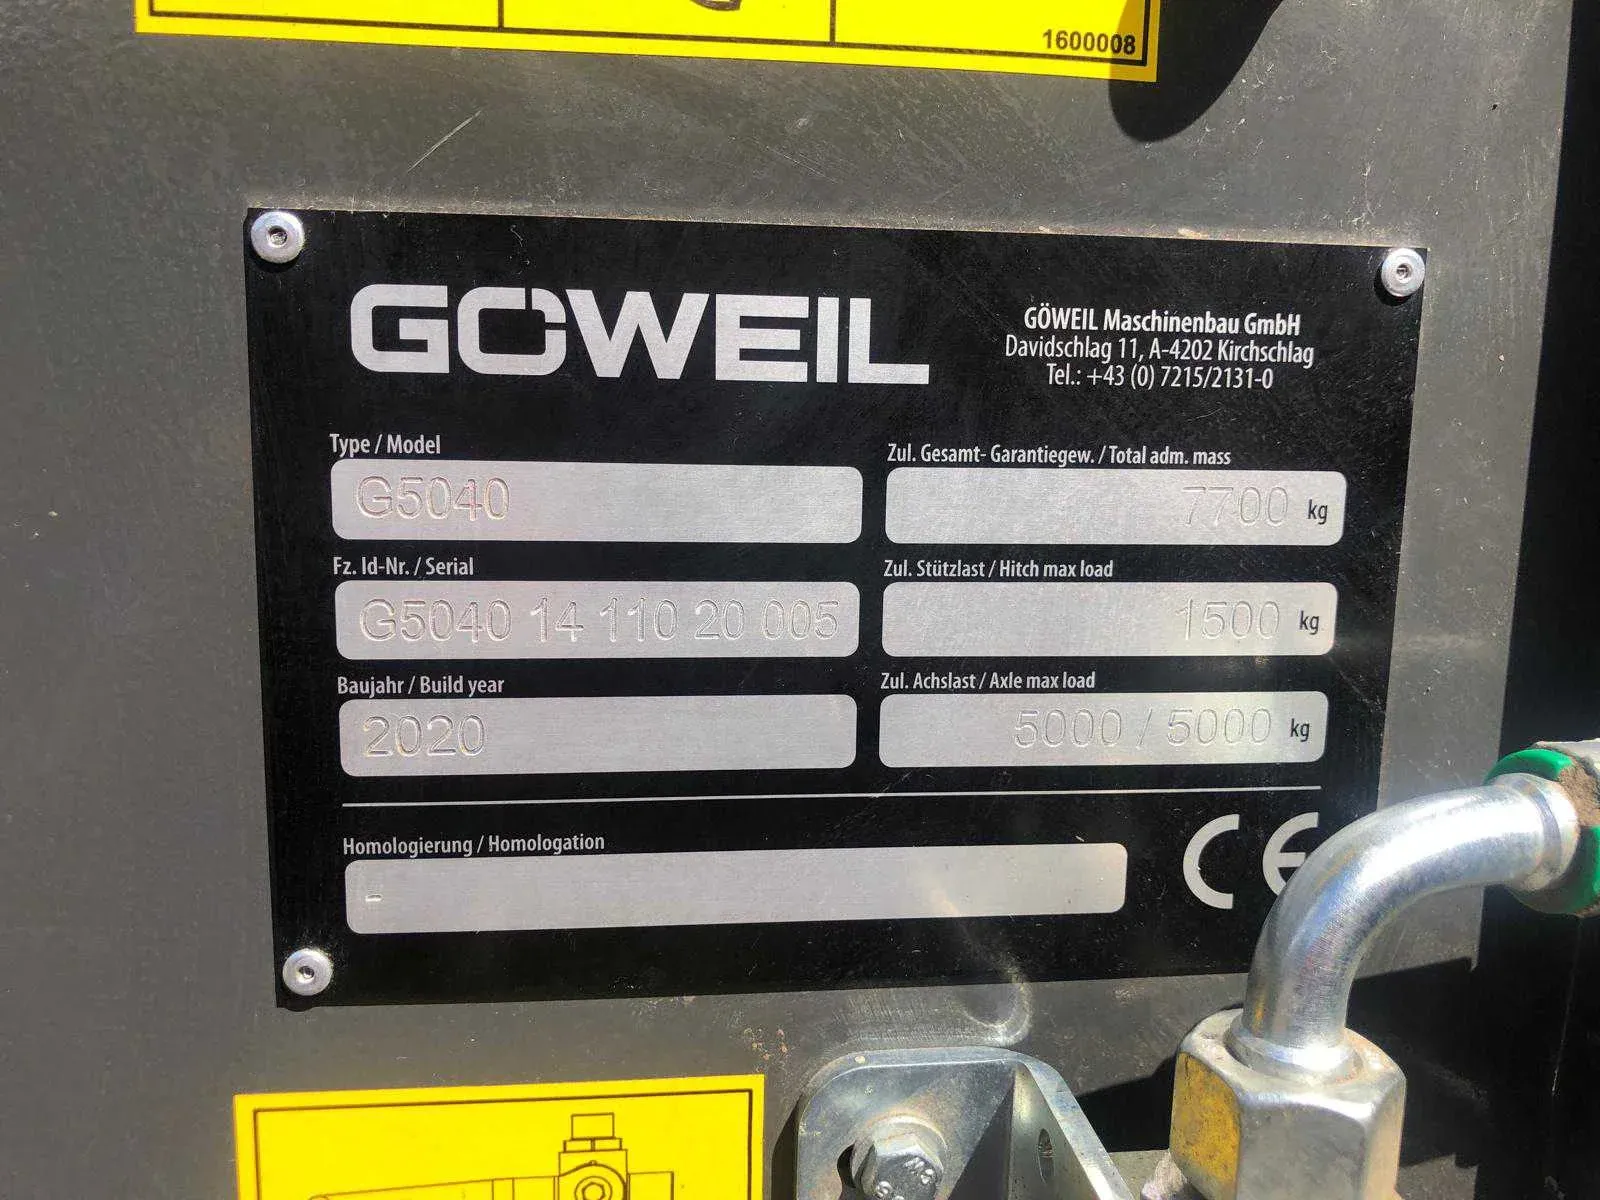 1600008
GÖWEIL
GÖWEIL Maschinenbau GmbH
Davidschlag 11, A-4202 Kirchschlag
Tel.: +43 (0) 7215/2131-0
Type / Model
G5040
Zul. Gesamt- Garantiegew. / Total adm. mass
7700 kg
Fz. Id-Nr. / Serial
G5040 14 110 20 005
Zul. Stützlast / Hitch max load
1500 kg
Baujahr / Build year
2020
Zul. Achslast / Axle max load
5000 / 5000 kg
Homologierung / Homologation
-
CE